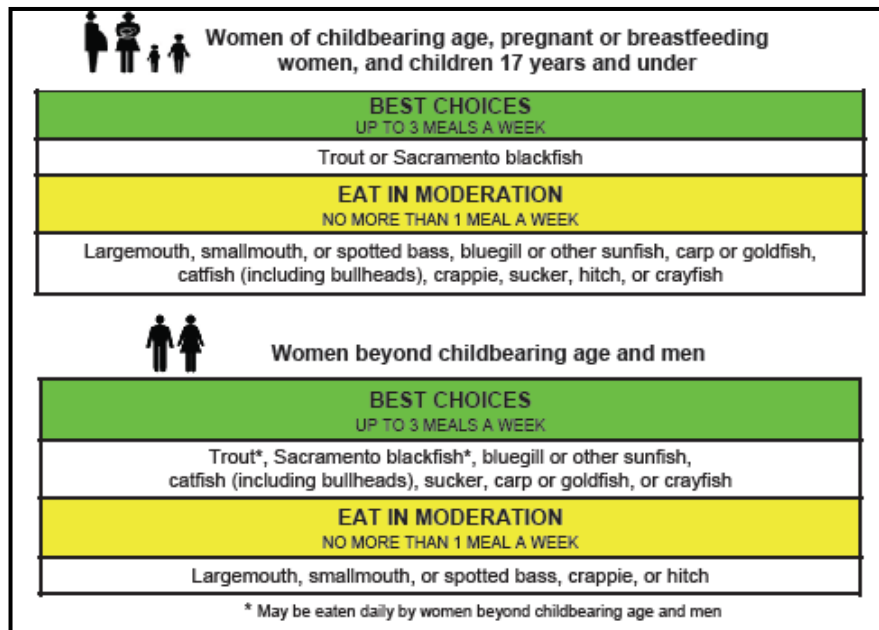 Women of childbearing age, pregnant or breastfeeding
women, and children 17 years and under
BEST CHOICES
UP TO 3 MEALS A WEEK
Trout or Sacramento blackfish
EAT IN MODERATION
NO MORE THAN 1 MEAL A WEEK
Largemouth, smallmouth, or spotted bass, bluegill or other sunfish, carp or goldfish,
catfish (including bullheads), crappie, sucker, hitch, or crayfish
Women beyond childbearing age and men
BEST CHOICES
UP TO 3 MEALS A WEEK
Trout*, Sacramento blackfish*, bluegill or other sunfish,
catfish (including bullheads), sucker, carp or goldfish, or crayfish
EAT IN MODERATION
NO MORE THAN 1 MEAL A WEEK
Largemouth, smallmouth, or spotted bass, crappie, or hitch
* May be eaten daily by women beyond childbearing age and men